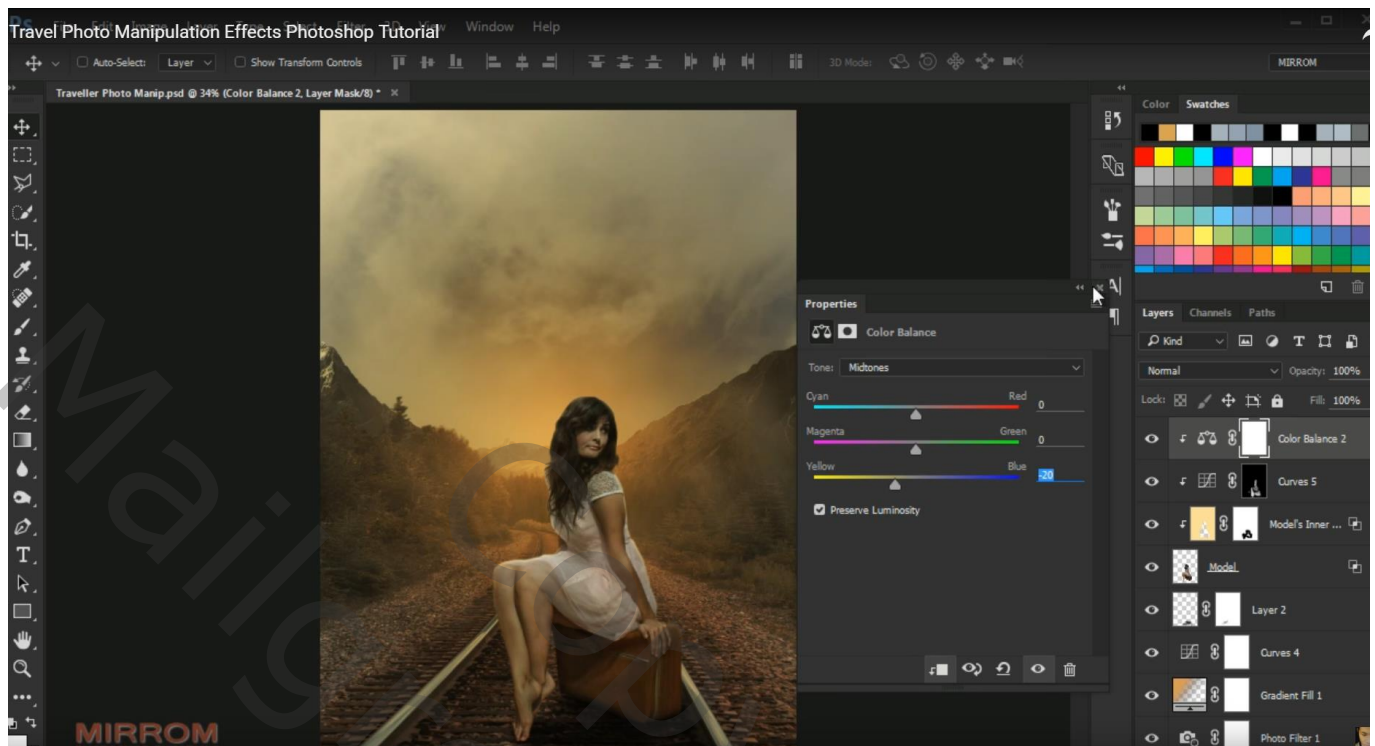 Travel Photo Manipulation Effects Photoshop Tutorial
Window Help
Auto-Select: Layer Show Transform Controls 3D Mode: MIRROM
Traveller Photo Manip.psd @ 34% (Color Balance 2, Layer Mask/8) *
Color Swatches
Properties
Color Balance
Tone: Midtones
Cyan Red 0
Magenta Green 0
Yellow Blue -20
Preserve Luminosity
Layers Channels Paths
Kind
Normal Opacity: 100%
Lock: Fill: 100%
Color Balance 2
Curves 5
Model's Inner ...
Model
Layer 2
Curves 4
Gradient Fill 1
Photo Filter 1
MIRROM